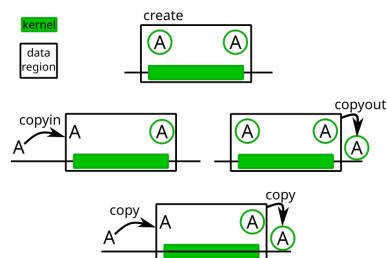 create
kernel
A A
data
region
copyin
A A A
copyout
A A A
copy
A A A
copy
A